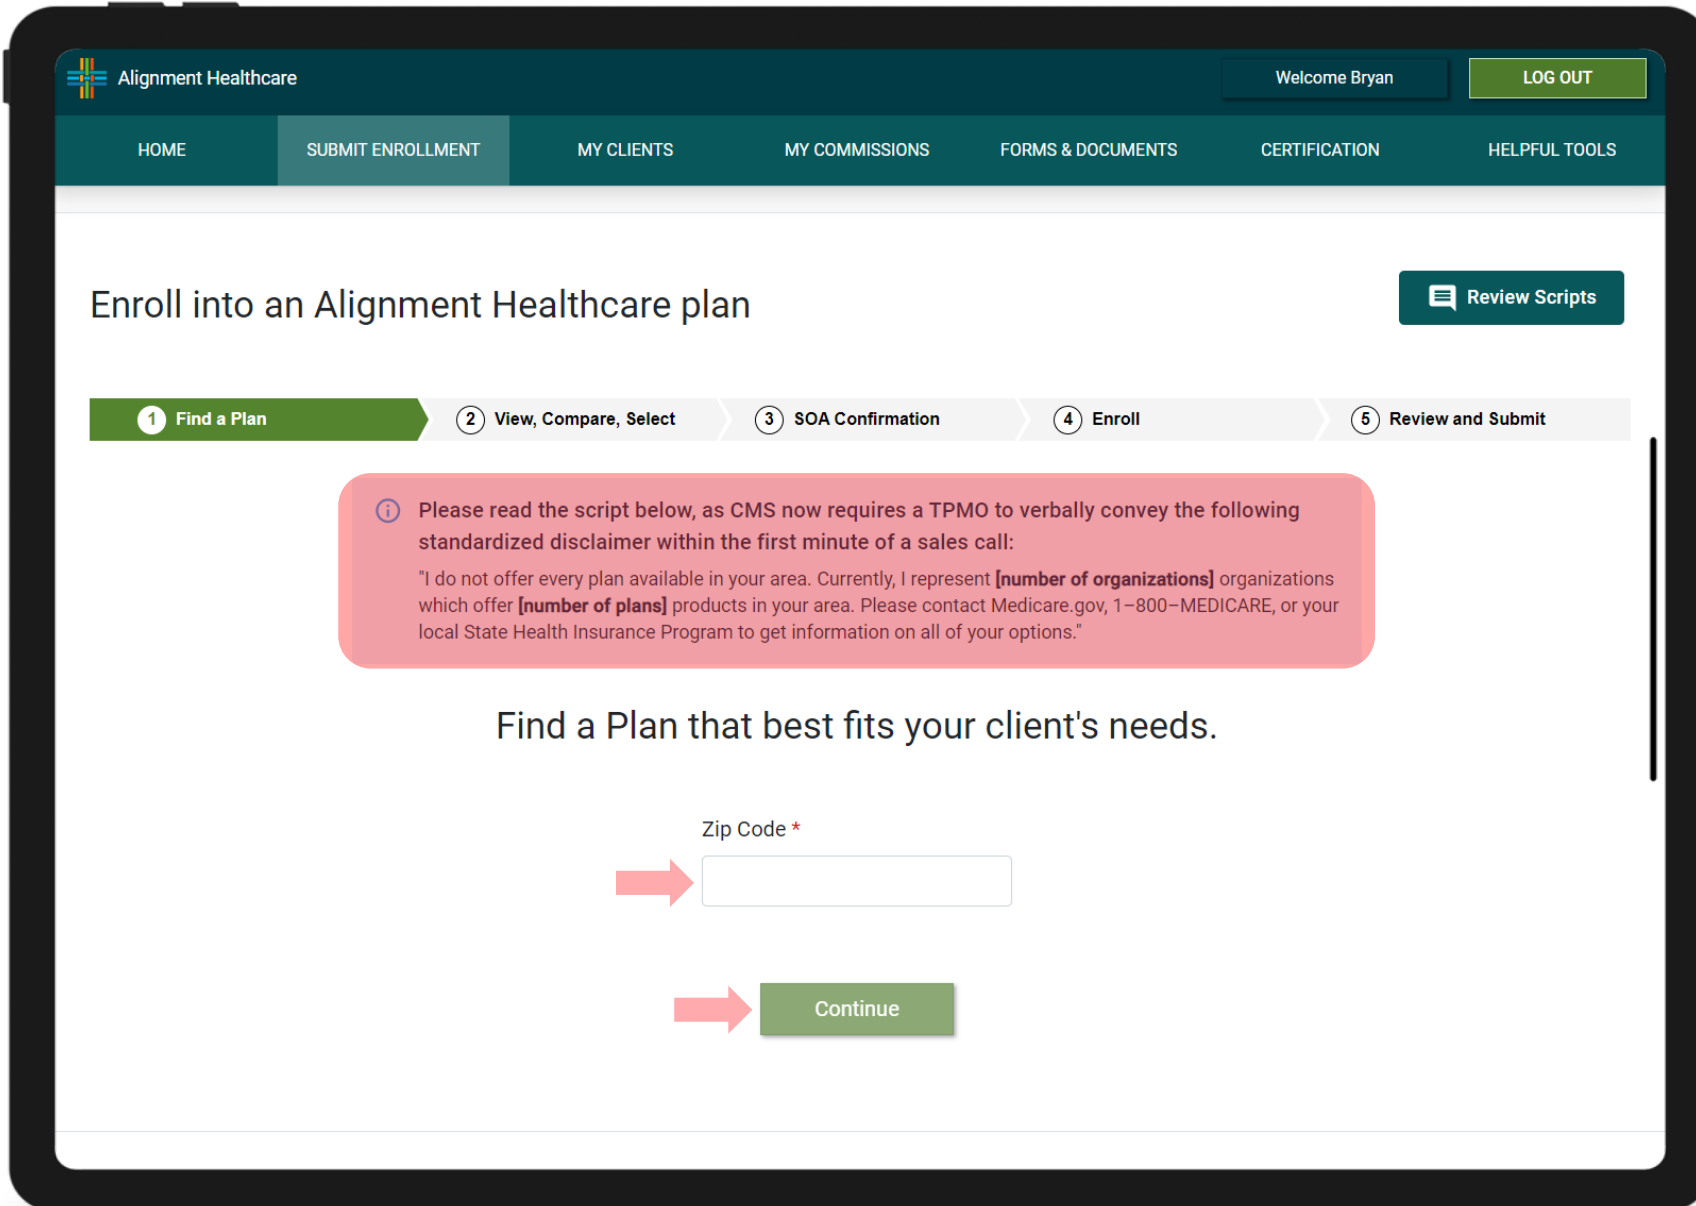 Alignment Healthcare
Welcome Bryan
LOG OUT
HOME
SUBMIT ENROLLMENT
MY CLIENTS
MY COMMISSIONS
FORMS & DOCUMENTS
CERTIFICATION
HELPFUL TOOLS
Enroll into an Alignment Healthcare plan
Review Scripts
1 Find a Plan
2 View, Compare, Select
3 SOA Confirmation
4 Enroll
5 Review and Submit
Please read the script below, as CMS now requires a TPMO to verbally convey the following
standardized disclaimer within the first minute of a sales call:
"I do not offer every plan available in your area. Currently, I represent [number of organizations] organizations
which offer [number of plans] products in your area. Please contact Medicare.gov, 1–800–MEDICARE, or your
local State Health Insurance Program to get information on all of your options."
Find a Plan that best fits your client's needs.
Zip Code *
Continue